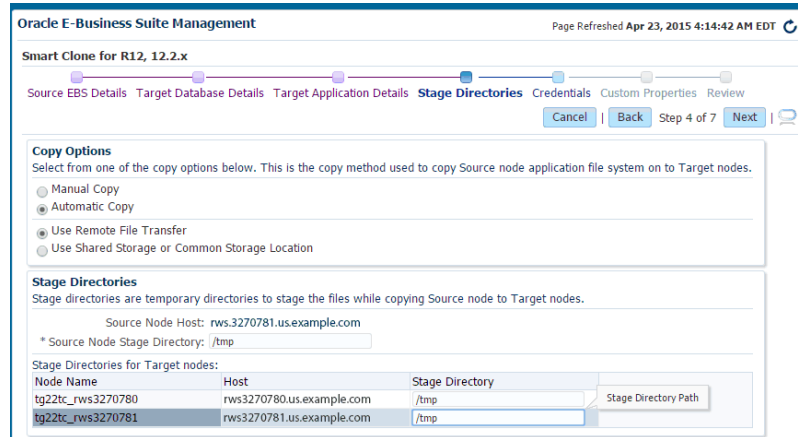 Oracle E-Business Suite Management
Page Refreshed Apr 23, 2015 4:14:42 AM EDT
Smart Clone for R12, 12.2.x
Source EBS Details Target Database Details Target Application Details Stage Directories Credentials Custom Properties Review
Cancel | Back Step 4 of 7 Next |
Copy Options
Select from one of the copy options below. This is the copy method used to copy Source node application file system on to Target nodes.
Manual Copy
Automatic Copy
Use Remote File Transfer
Use Shared Storage or Common Storage Location
Stage Directories
Stage directories are temporary directories to stage the files while copying Source node to Target nodes.
Source Node Host: rws.3270781.us.example.com
* Source Node Stage Directory: /tmp
Stage Directories for Target nodes:
Node Name Host Stage Directory
tg22tc_rws3270780 rws3270780.us.example.com /tmp
Stage Directory Path
tg22tc_rws3270781 rws3270781.us.example.com /tmp